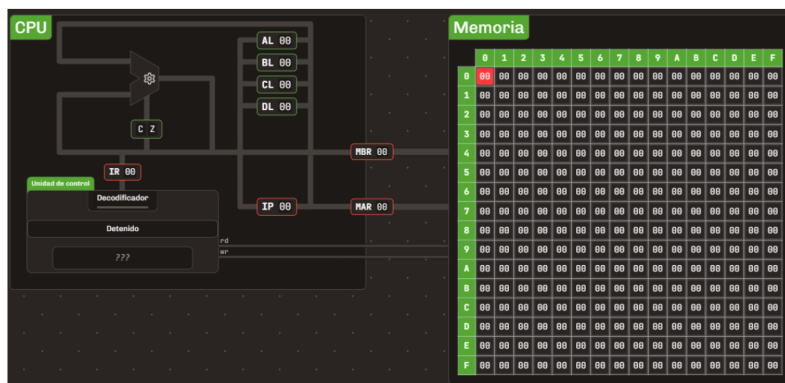 CPU
AL 00
BL 00
CL 00
DL 00
C Z
MBR 00
IR 00
Unidad de control
Decodificador
IP 00
MAR 00
Detenido
rd
wr
???
Memoria
0 1 2 3 4 5 6 7 8 9 A B C D E F
0 00 00 00 00 00 00 00 00 00 00 00 00 00 00 00 00
1 00 00 00 00 00 00 00 00 00 00 00 00 00 00 00 00
2 00 00 00 00 00 00 00 00 00 00 00 00 00 00 00 00
3 00 00 00 00 00 00 00 00 00 00 00 00 00 00 00 00
4 00 00 00 00 00 00 00 00 00 00 00 00 00 00 00 00
5 00 00 00 00 00 00 00 00 00 00 00 00 00 00 00 00
6 00 00 00 00 00 00 00 00 00 00 00 00 00 00 00 00
7 00 00 00 00 00 00 00 00 00 00 00 00 00 00 00 00
8 00 00 00 00 00 00 00 00 00 00 00 00 00 00 00 00
9 00 00 00 00 00 00 00 00 00 00 00 00 00 00 00 00
A 00 00 00 00 00 00 00 00 00 00 00 00 00 00 00 00
B 00 00 00 00 00 00 00 00 00 00 00 00 00 00 00 00
C 00 00 00 00 00 00 00 00 00 00 00 00 00 00 00 00
D 00 00 00 00 00 00 00 00 00 00 00 00 00 00 00 00
E 00 00 00 00 00 00 00 00 00 00 00 00 00 00 00 00
F 00 00 00 00 00 00 00 00 00 00 00 00 00 00 00 00